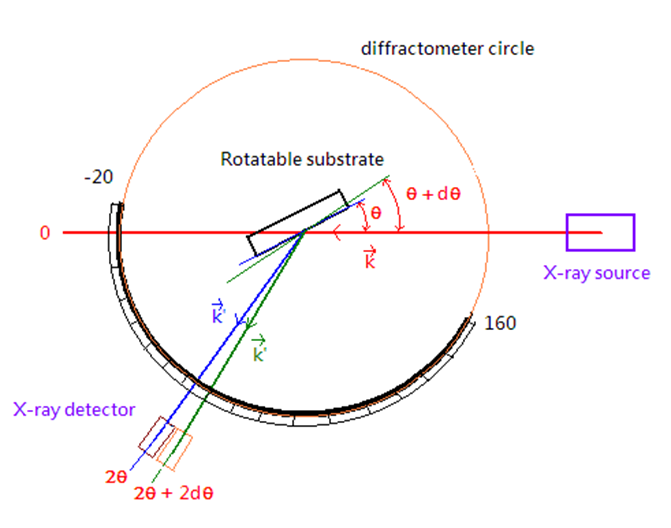 diffractometer circle
Rotatable substrate
-20
θ + dθ
θ
0
k
X-ray source
k'
k'
160
X-ray detector
2θ
2θ + 2dθ